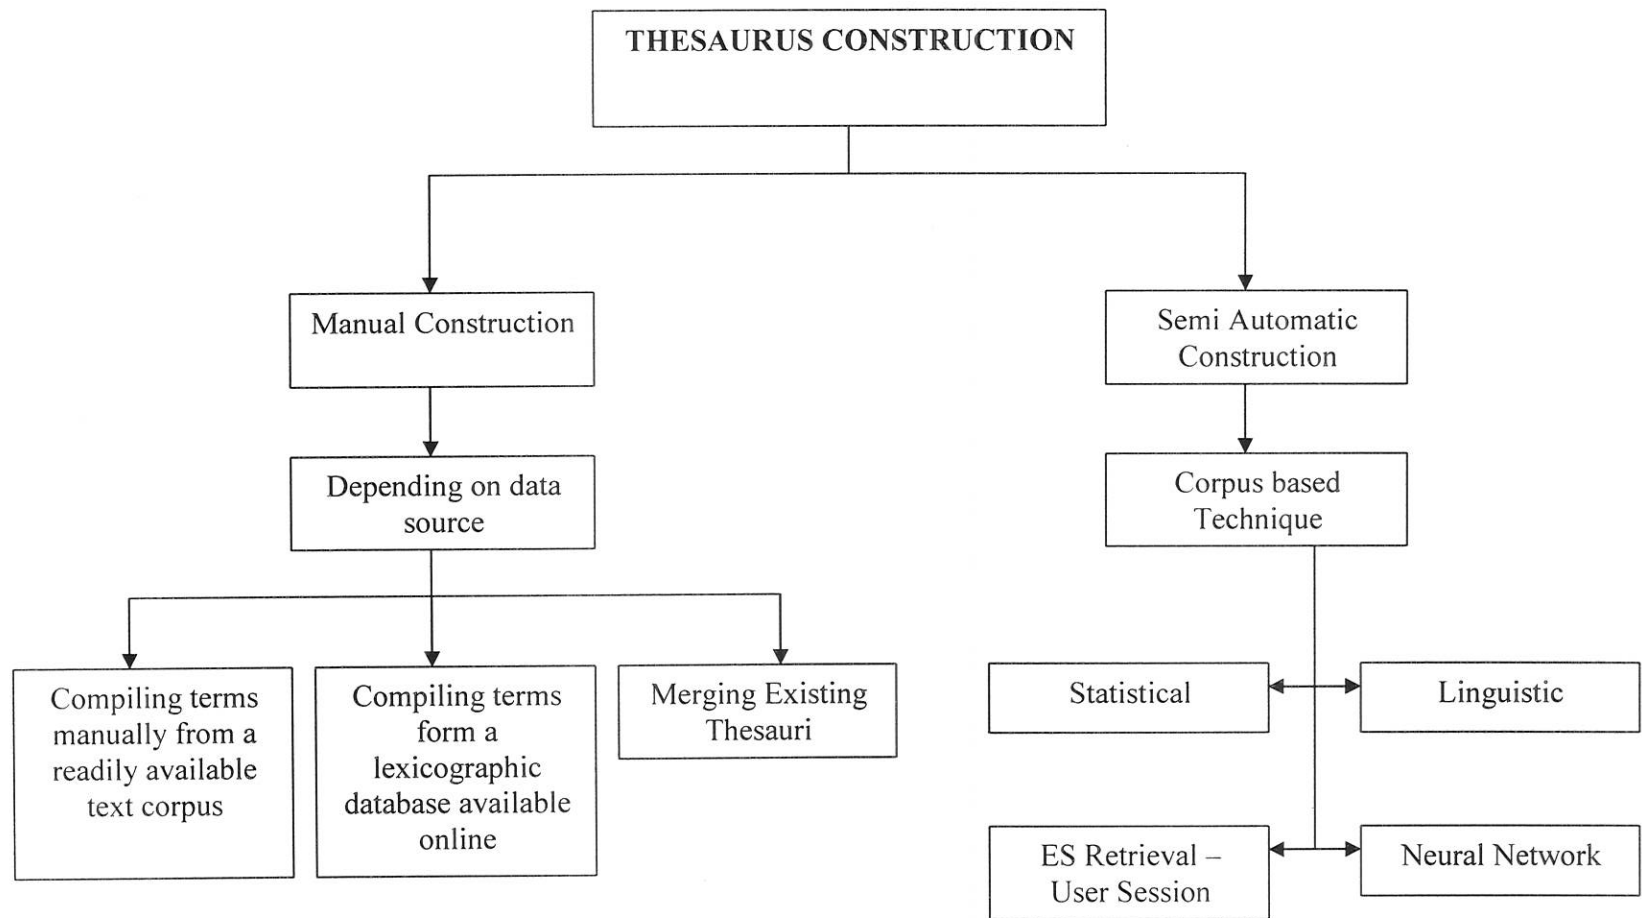 THESAURUS CONSTRUCTION
Manual Construction
Semi Automatic
Construction
Depending on data
source
Corpus based
Technique
Compiling terms
manually from a
readily available
text corpus
Compiling terms
form a
lexicographic
database available
online
Merging Existing
Thesauri
Statistical
Linguistic
ES Retrieval –
User Session
Neural Network